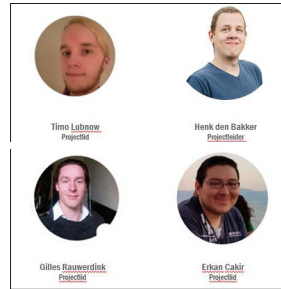 Timo Lubnow
Projectlid
Henk den Bakker
Projectleider
Gilles Rauwerdink
Projectlid
Erkan Cakir
Projectlid